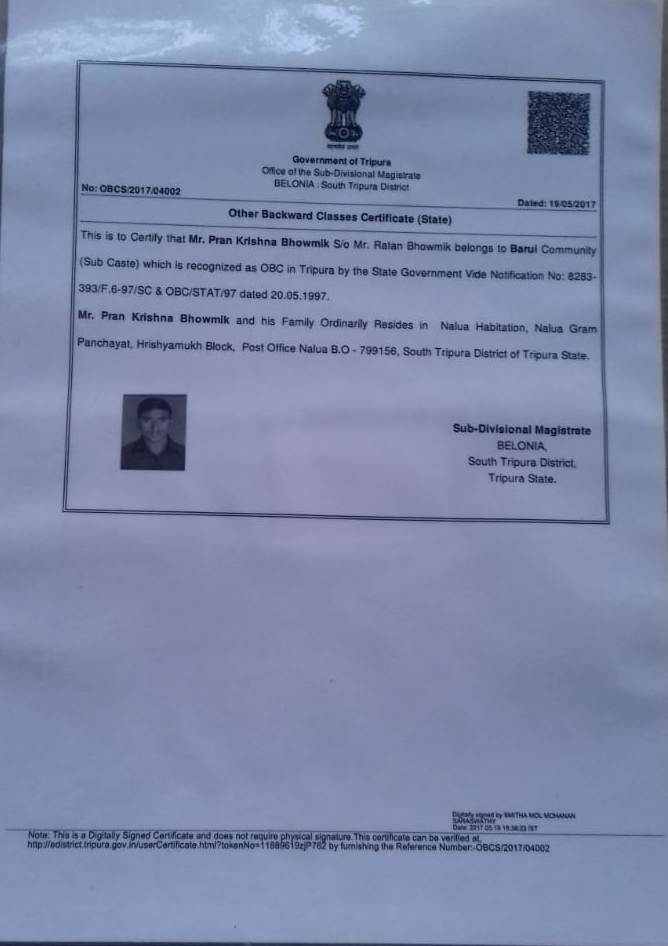 Government of Tripura
Office of the Sub-Divisional Magistrate
BELONIA : South Tripura District
No: OBCS/2017/04002
Dated: 19/05/2017
Other Backward Classes Certificate (State)
This is to Certify that Mr. Pran Krishna Bhowmik S/o Mr. Ratan Bhowmik belongs to Barui Community
(Sub Caste) which is recognized as OBC in Tripura by the State Government Vide Notification No: 8283-
393/F.6-97/SC & OBC/STAT/97 dated 20.05.1997.
Mr. Pran Krishna Bhowmik and his Family Ordinarily Resides in Nalua Habitation, Nalua Gram
Panchayat, Hrishyamukh Block, Post Office Nalua B.O - 799156, South Tripura District of Tripura State.
Sub-Divisional Magistrate
BELONIA,
South Tripura District,
Tripura State.
Digitally signed by SMITHA MOL MOHANAN
SARASWATHY
Date: 2017.05.19 IST
Note: This is a Digitally Signed Certificate and does not require physical signature.This certificate can be verified at
http://edistrict.tripura.gov.in/userCertificate.html?tokenNo=11889619zjP762 by furnishing the Reference Number:-OBCS/2017/04002